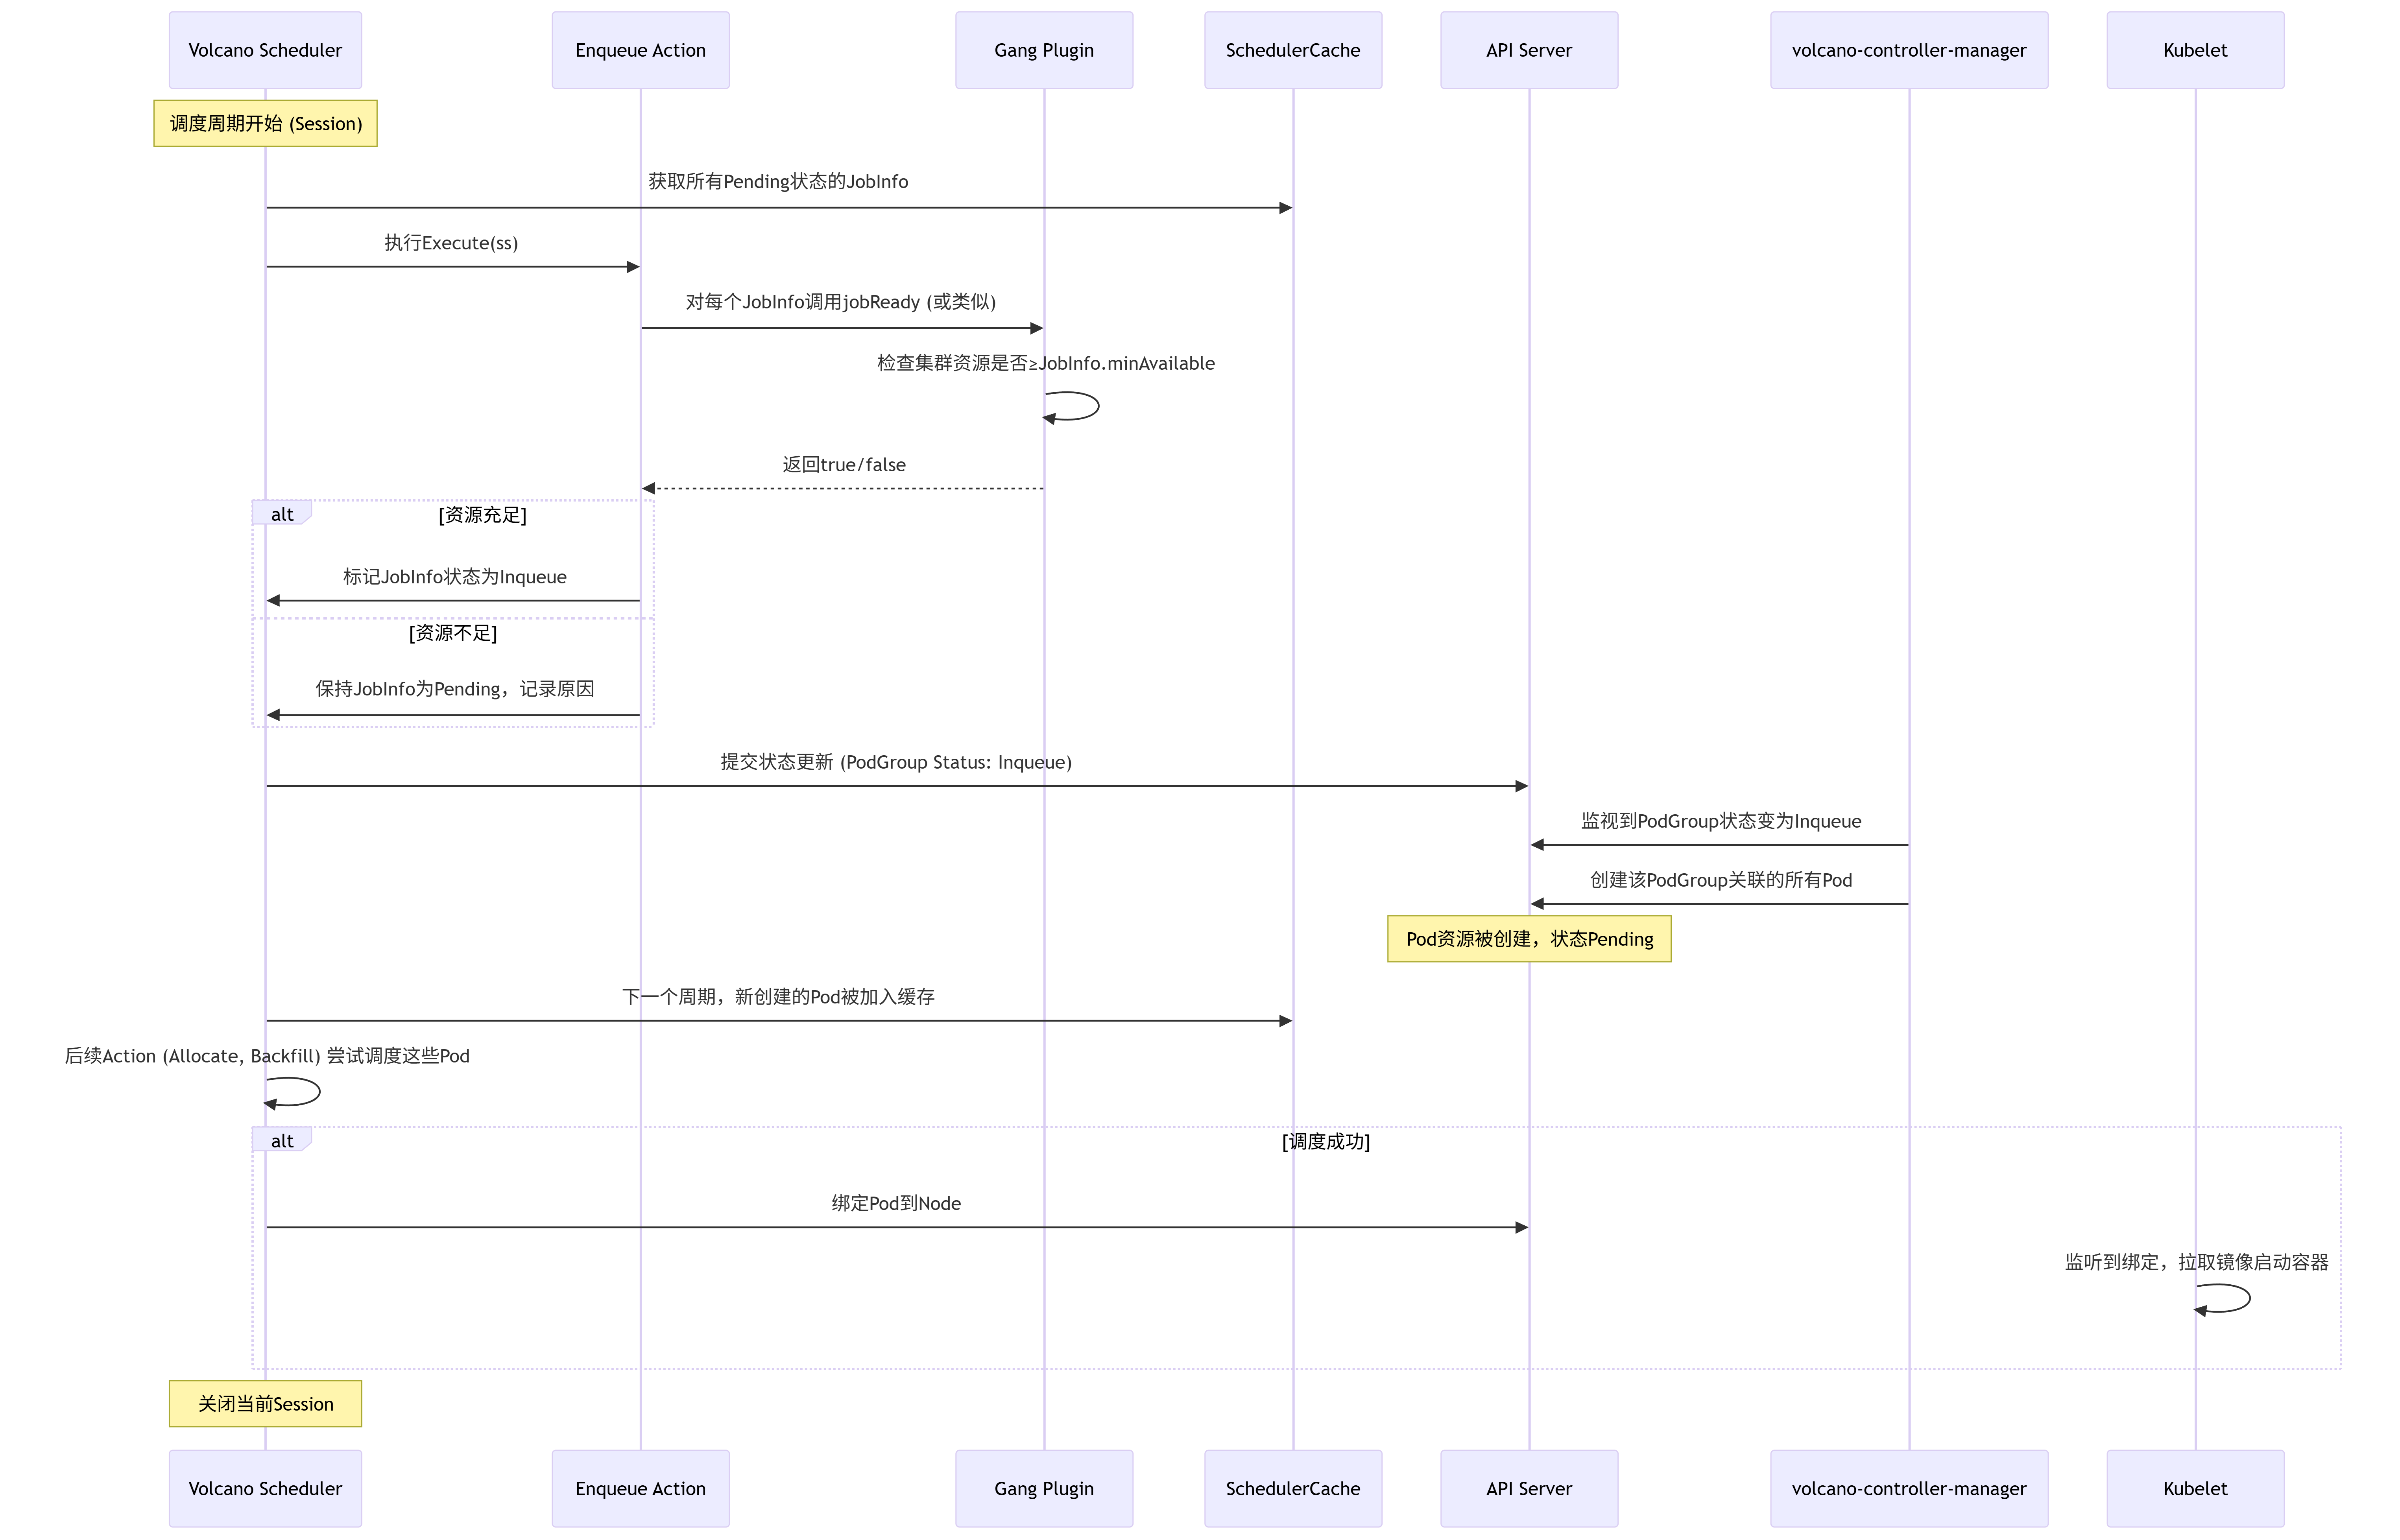 Volcano Scheduler
Enqueue Action
Gang Plugin
SchedulerCache
API Server
volcano-controller-manager
Kubelet
调度周期开始 (Session)
获取所有Pending状态的JobInfo
执行Execute(ss)
对每个JobInfo调用jobReady (或类似)
检查集群资源是否≥JobInfo.minAvailable
返回true/false
alt
[资源充足]
标记JobInfo状态为Inqueue
[资源不足]
保持JobInfo为Pending，记录原因
提交状态更新 (PodGroup Status: Inqueue)
监视到PodGroup状态变为Inqueue
创建该PodGroup关联的所有Pod
Pod资源被创建，状态Pending
下一个周期，新创建的Pod被加入缓存
后续Action (Allocate, Backfill) 尝试调度这些Pod
alt
[调度成功]
绑定Pod到Node
监听到绑定，拉取镜像启动容器
关闭当前Session
Volcano Scheduler
Enqueue Action
Gang Plugin
SchedulerCache
API Server
volcano-controller-manager
Kubelet